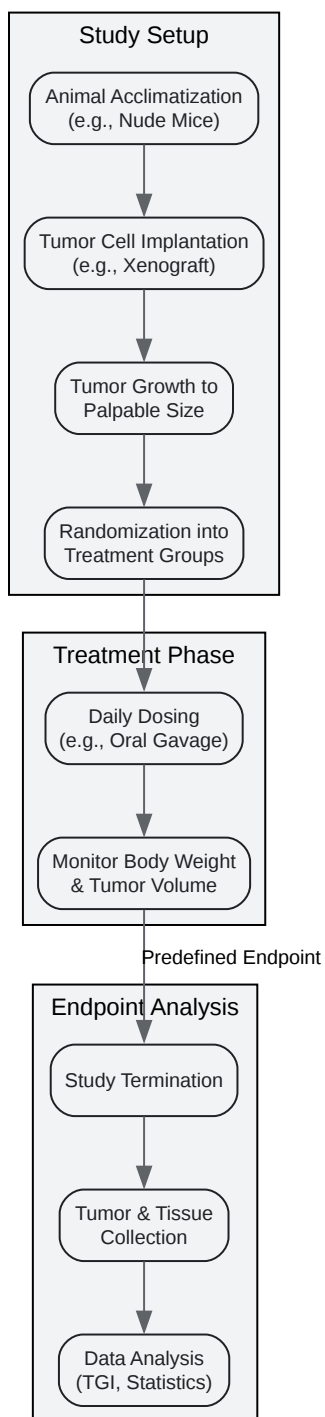 Study Setup
Animal Acclimatization
(e.g., Nude Mice)
Tumor Cell Implantation
(e.g., Xenograft)
Tumor Growth to
Palpable Size
Randomization into
Treatment Groups
Treatment Phase
Daily Dosing
(e.g., Oral Gavage)
Monitor Body Weight
& Tumor Volume
Predefined Endpoint
Endpoint Analysis
Study Termination
Tumor & Tissue
Collection
Data Analysis
(TGI, Statistics)